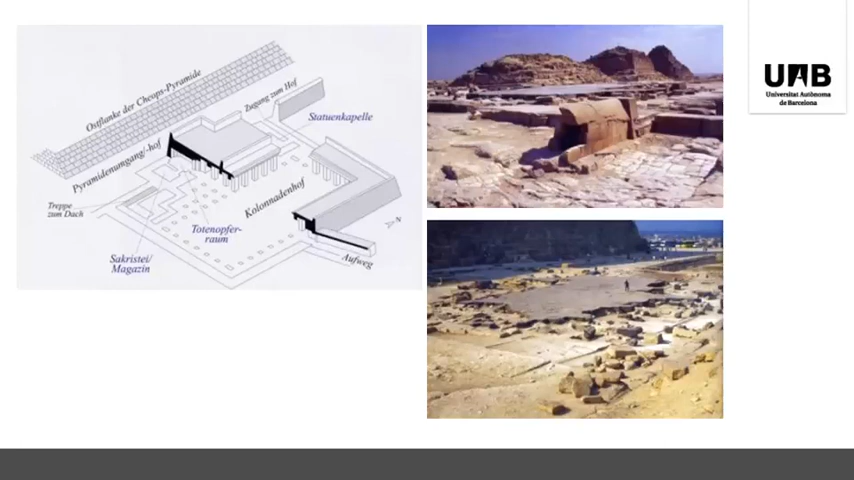 Ostflanke der Cheops-Pyramide
Zugang zum Hof
Statuenkapelle
Pyramidenumgang/-hof
Treppe
zum Dach
Kolonnadenhof
Totenopfer-
raum
Sakristei/
Magazin
Aufweg
N
UAB
Universitat Autònoma
de Barcelona